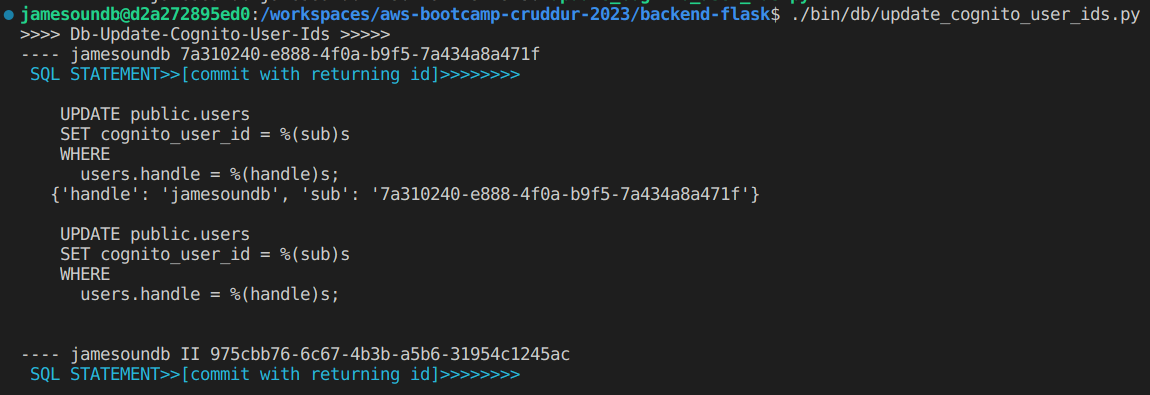 jamesoundb@d2a272895ed0:/workspaces/aws-bootcamp-cruddur-2023/backend-flask$ ./bin/db/update_cognito_user_ids.py
>>>> Db-Update-Cognito-User-Ids >>>>>
---- jamesoundb 7a310240-e888-4f0a-b9f5-7a434a8a471f
SQL STATEMENT>>[commit with returning id]>>>>>>>>
UPDATE public.users
SET cognito_user_id = %(sub)s
WHERE
users.handle = %(handle)s;
{'handle': 'jamesoundb', 'sub': '7a310240-e888-4f0a-b9f5-7a434a8a471f'}
UPDATE public.users
SET cognito_user_id = %(sub)s
WHERE
users.handle = %(handle)s;
---- jamesoundb II 975cbb76-6c67-4b3b-a5b6-31954c1245ac
SQL STATEMENT>>[commit with returning id]>>>>>>>>